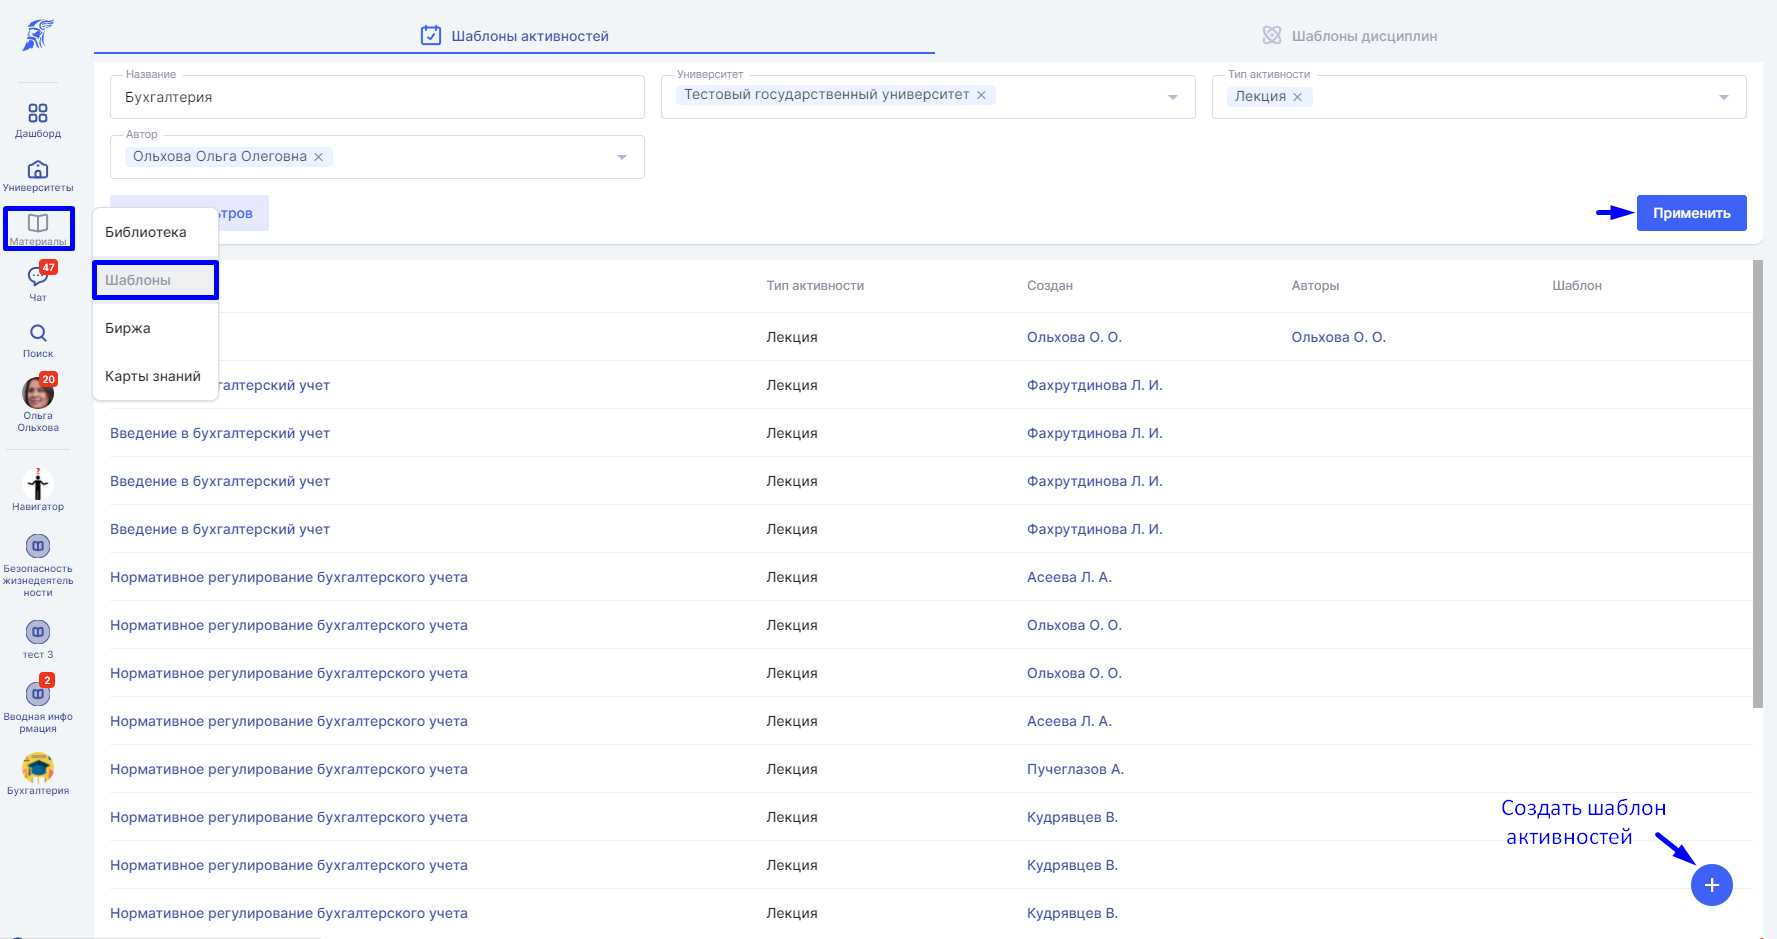 Шаблоны активностей
Шаблоны дисциплин
Название
Бухгалтерия
Университет
Тестовый государственный университет ×
Тип активности
Лекция ×
Автор
Ольхова Ольга Олеговна ×
Применить
Дашборд
Университеты
Материалы
47
Чат
Поиск
20
Ольга
Ольхова
Навигатор
Безопасность
жизнедеятель
ности
тест 3
2
Вводная инфо
рмация
Бухгалтерия
Библиотека
Шаблоны
Биржа
Карты знаний
Тип активности Создан Авторы Шаблон
Лекция Ольхова О. О. Ольхова О. О.
учет Лекция Фахрутдинова Л. И.
Введение в бухгалтерский учет Лекция Фахрутдинова Л. И.
Введение в бухгалтерский учет Лекция Фахрутдинова Л. И.
Введение в бухгалтерский учет Лекция Фахрутдинова Л. И.
Нормативное регулирование бухгалтерского учета Лекция Асеева Л. А.
Нормативное регулирование бухгалтерского учета Лекция Ольхова О. О.
Нормативное регулирование бухгалтерского учета Лекция Ольхова О. О.
Нормативное регулирование бухгалтерского учета Лекция Асеева Л. А.
Нормативное регулирование бухгалтерского учета Лекция Пучеглазов А.
Нормативное регулирование бухгалтерского учета Лекция Кудрявцев В.
Нормативное регулирование бухгалтерского учета Лекция Кудрявцев В.
Нормативное регулирование бухгалтерского учета Лекция Кудрявцев В.
Создать шаблон
активностей